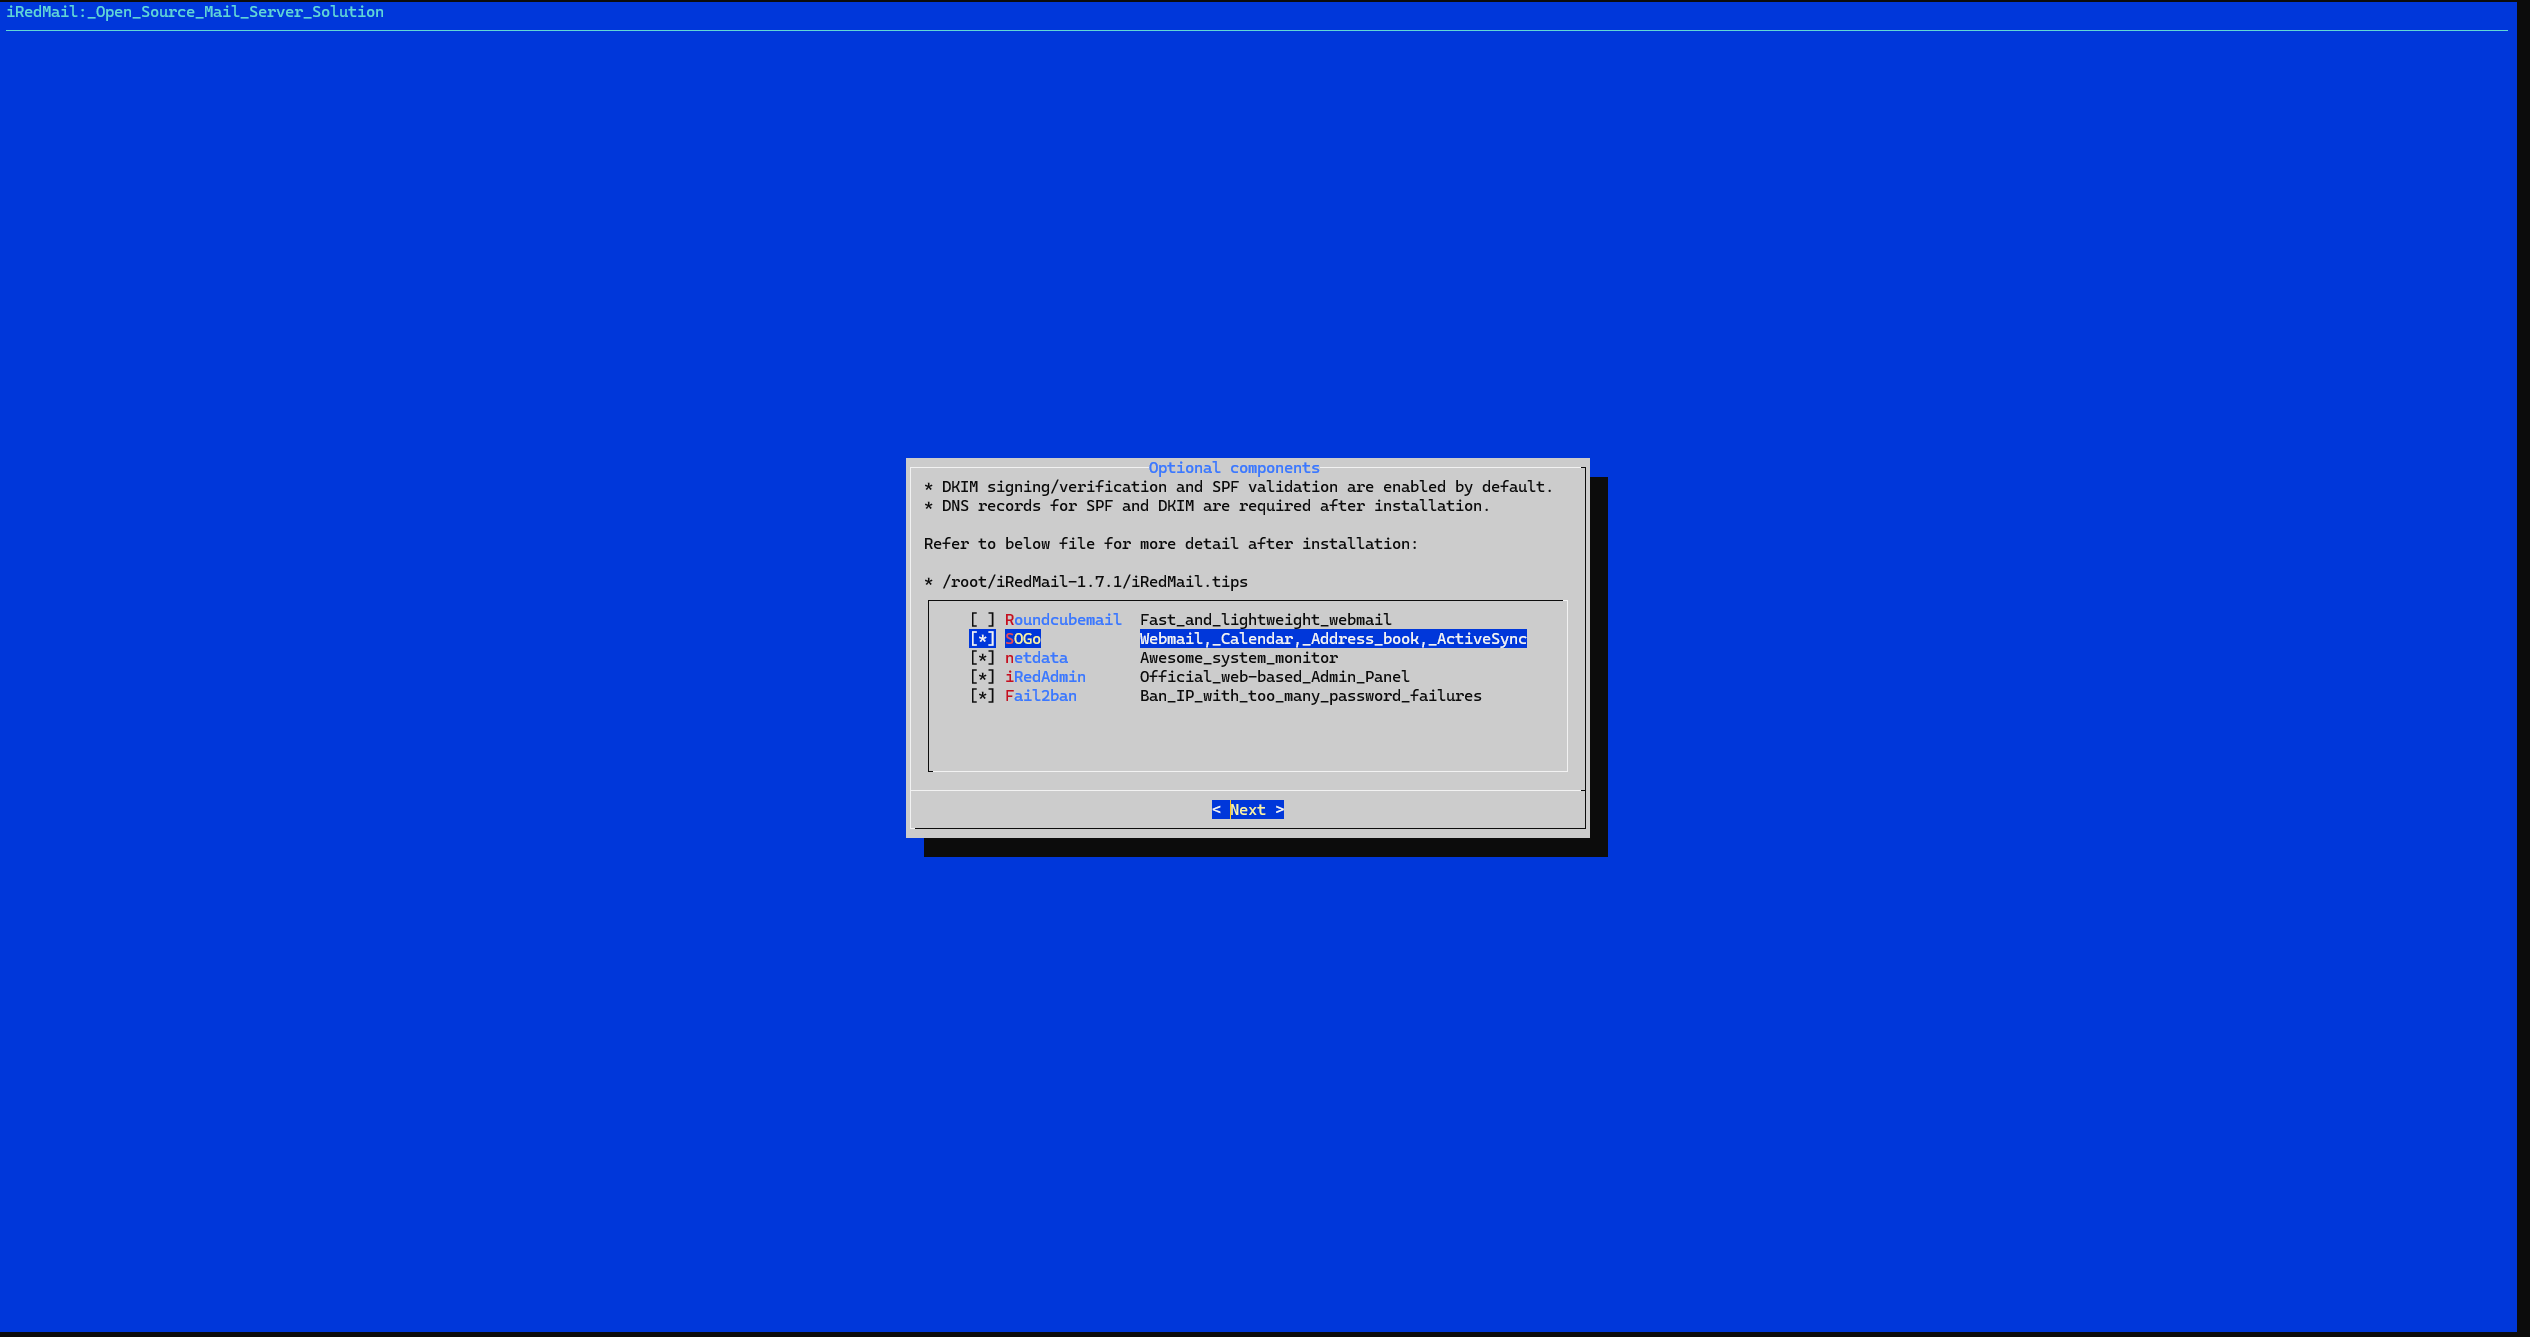 iRedMail:_Open_Source_Mail_Server_Solution
Optional components
* DKIM signing/verification and SPF validation are enabled by default.
* DNS records for SPF and DKIM are required after installation.
Refer to below file for more detail after installation:
* /root/iRedMail-1.7.1/iRedMail.tips
[ ] Roundcubemail  Fast_and_lightweight_webmail
[*] SOGo           Webmail,_Calendar,_Address_book,_ActiveSync
[*] netdata        Awesome_system_monitor
[*] iRedAdmin      Official_web-based_Admin_Panel
[*] Fail2ban       Ban_IP_with_too_many_password_failures
< Next >